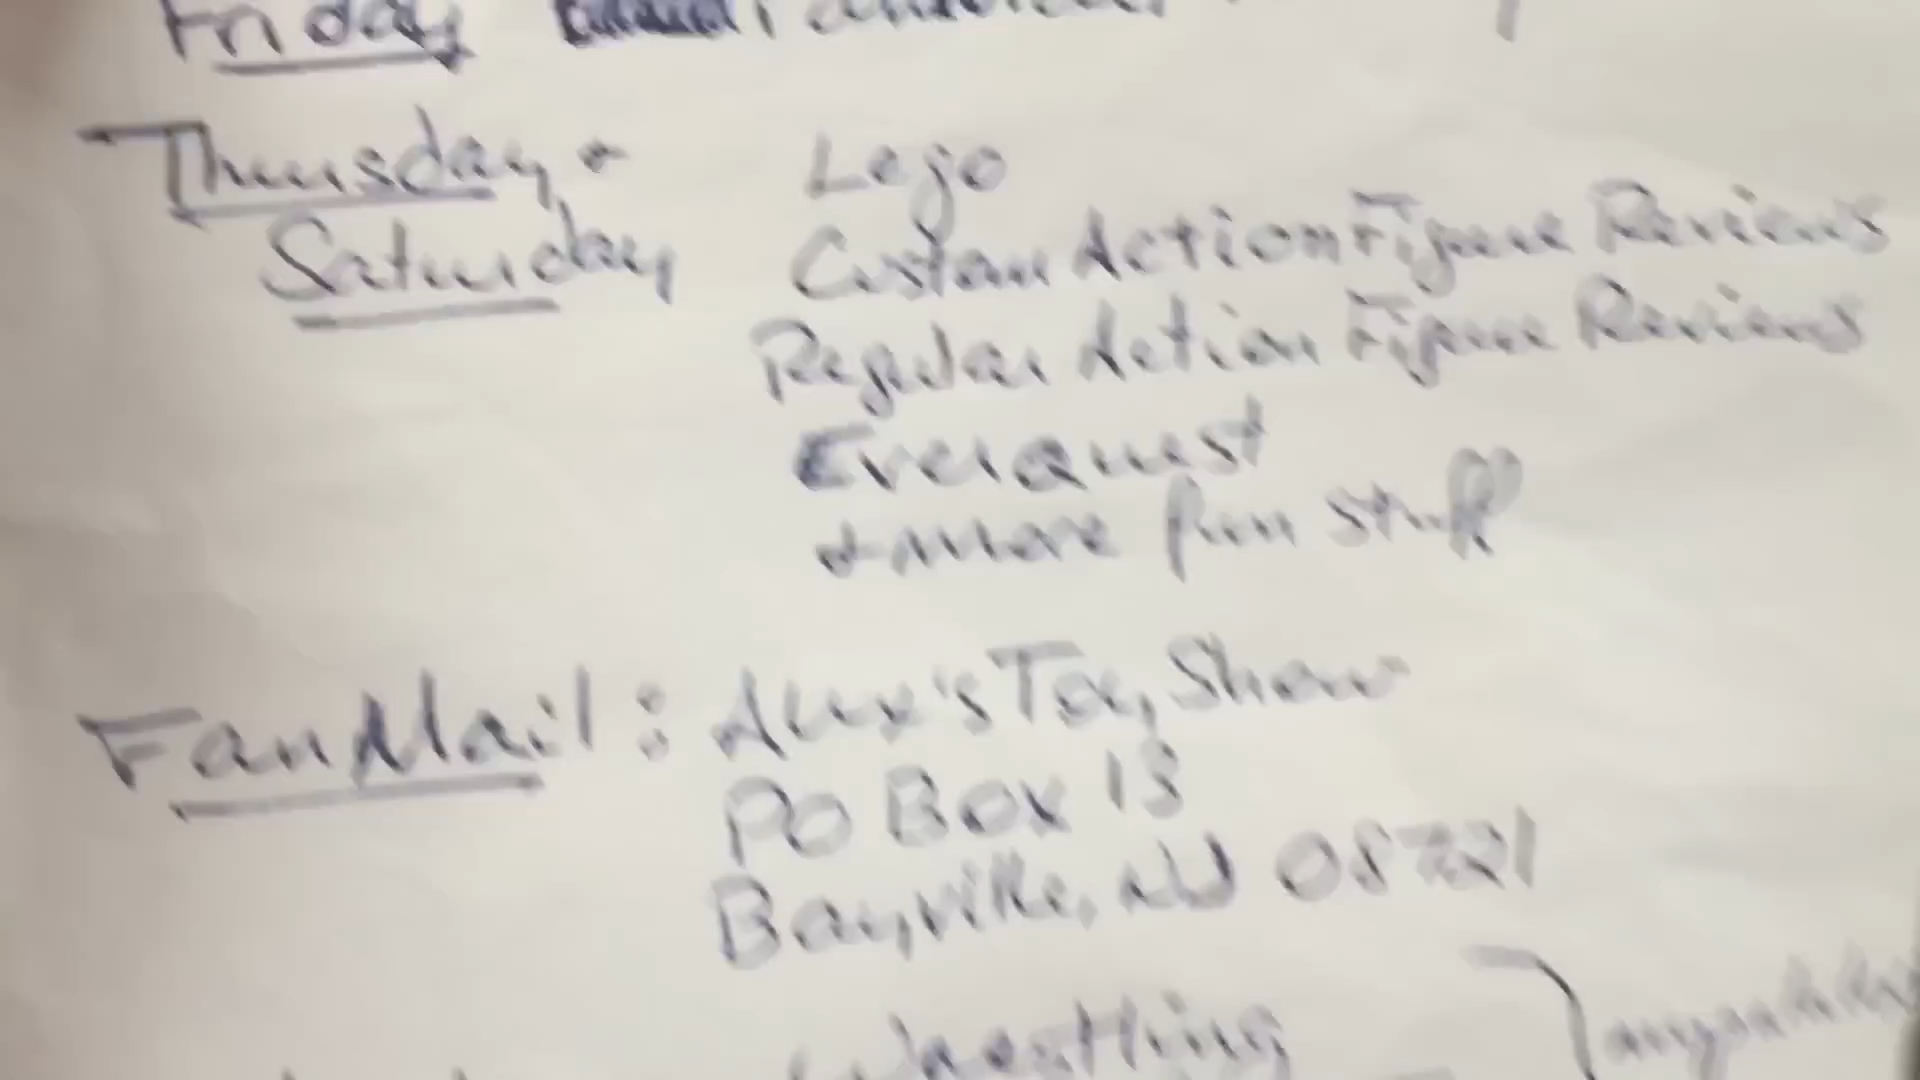 Friday
Thursday & Lego
Saturday Custom Action Figure Reviews
Regular Action Figure Reviews
Everquest
& more fun stuff
Fan Mail: Alex's Toy Show
PO Box 13
Bayville, NJ 08721
Wrestling